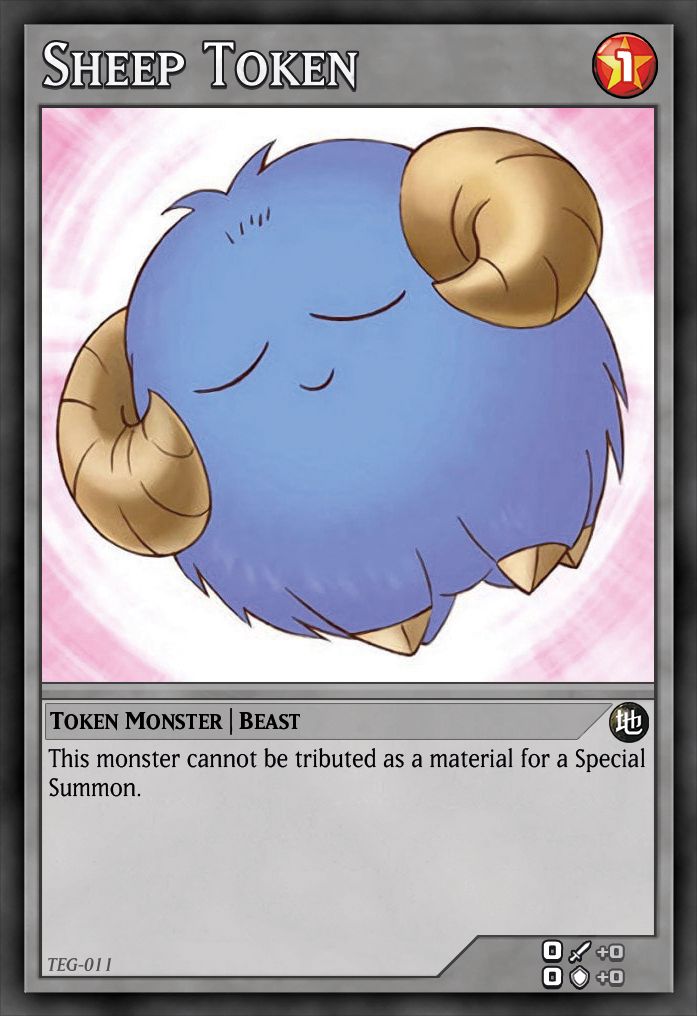 Sheep Token
1
Token Monster | Beast
地
This monster cannot be tributed as a material for a Special
Summon.
0 +0
0 +0
TEG-011